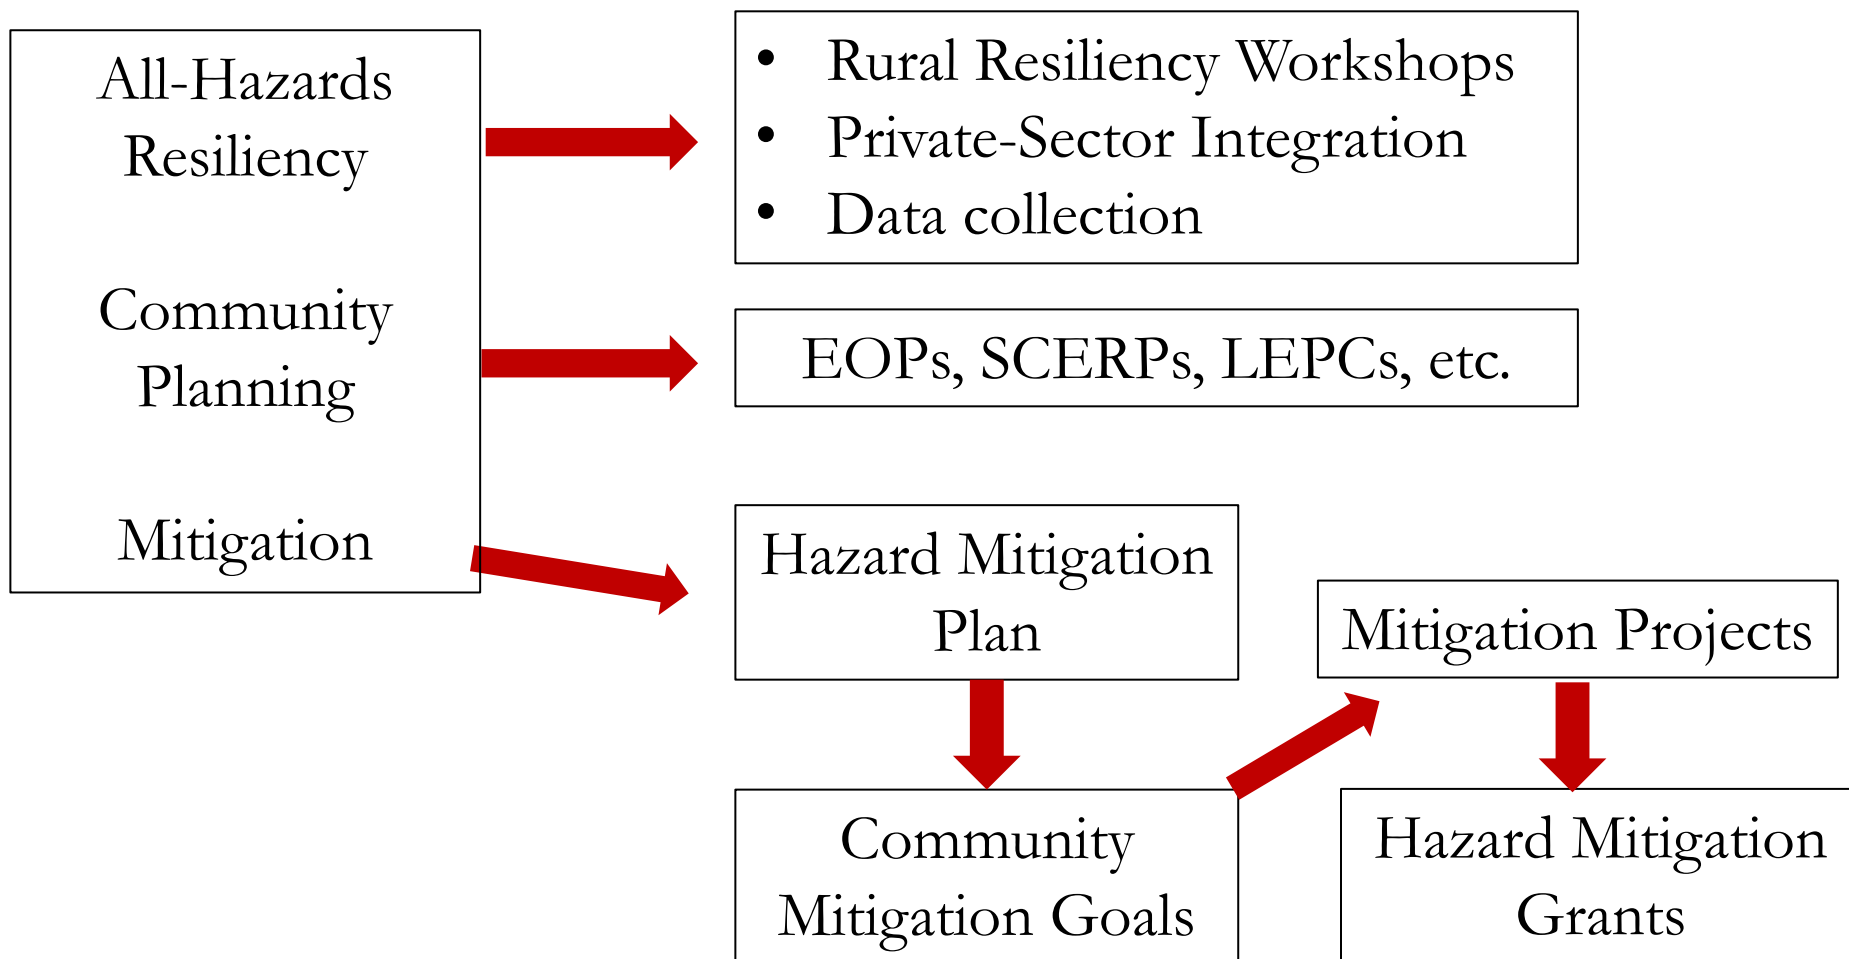 All-Hazards
Resiliency
Community
Planning
Mitigation
• Rural Resiliency Workshops
• Private-Sector Integration
• Data collection
EOPs, SCERPs, LEPCs, etc.
Hazard Mitigation
Plan
Mitigation Projects
Community
Mitigation Goals
Hazard Mitigation
Grants